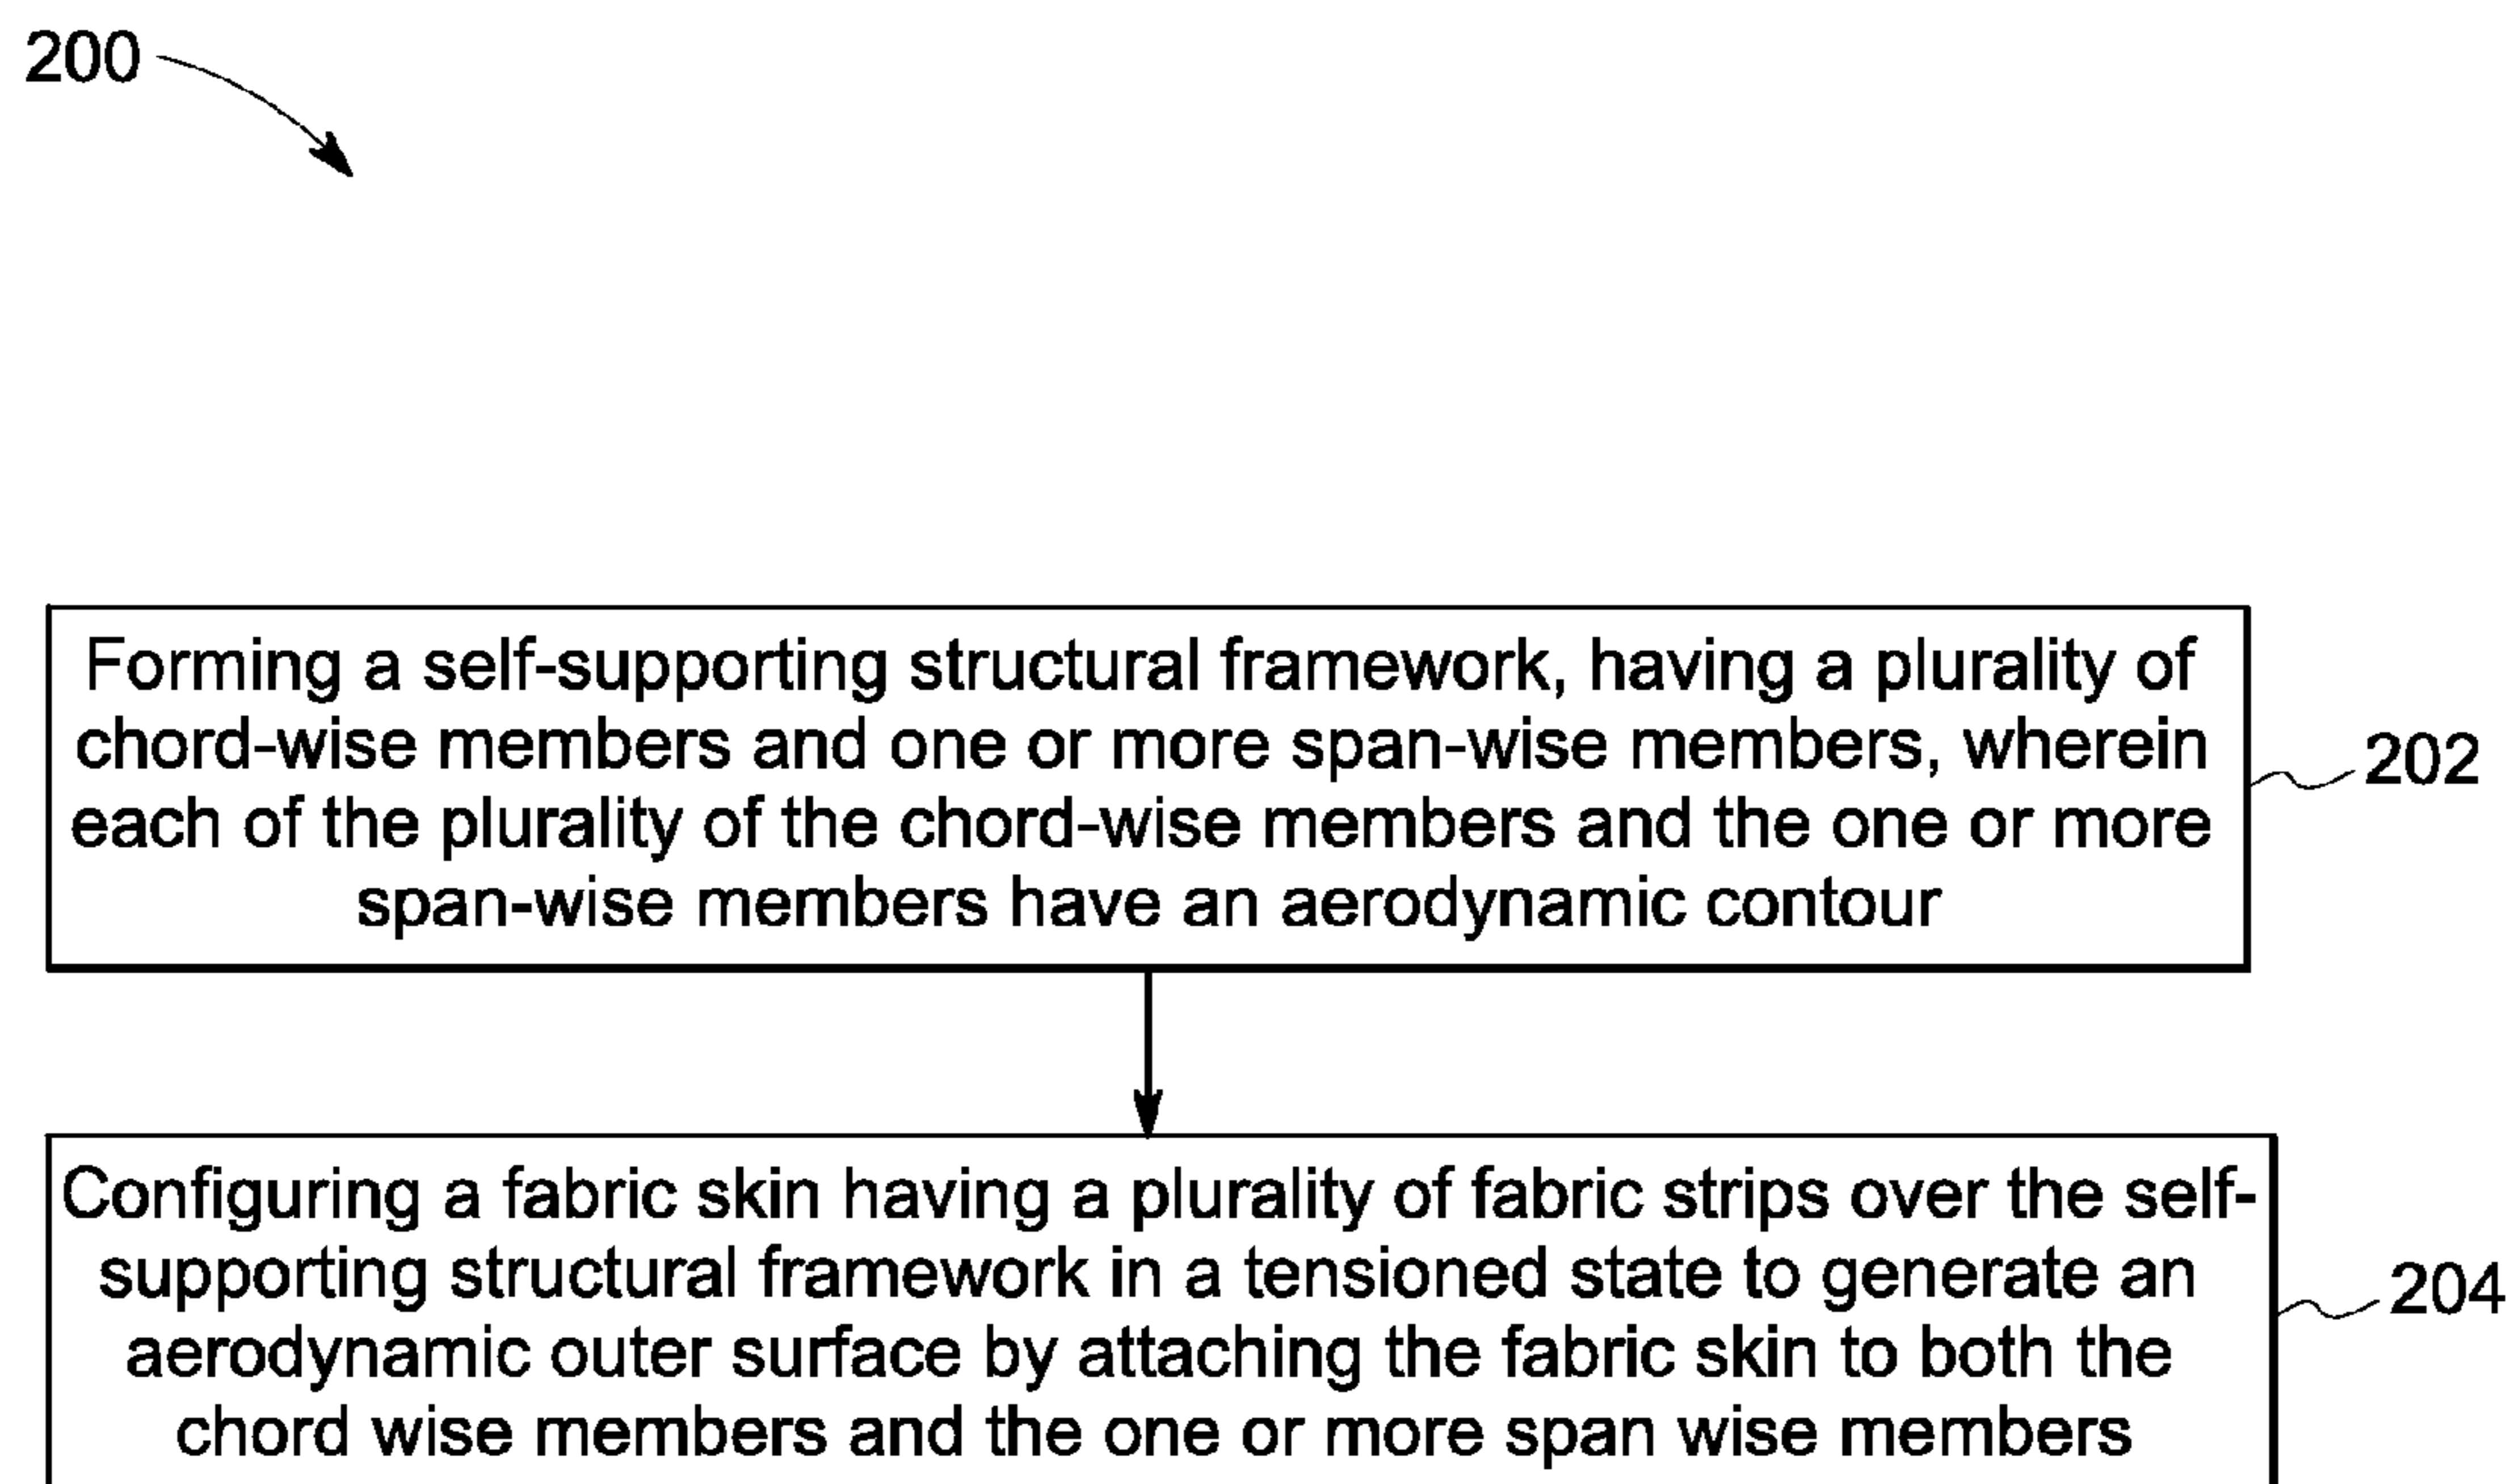 200
Forming a self-supporting structural framework, having a plurality of
chord-wise members and one or more span-wise members, wherein
each of the plurality of the chord-wise members and the one or more
span-wise members have an aerodynamic contour
202
Configuring a fabric skin having a plurality of fabric strips over the self-
supporting structural framework in a tensioned state to generate an
aerodynamic outer surface by attaching the fabric skin to both the
chord wise members and the one or more span wise members
204